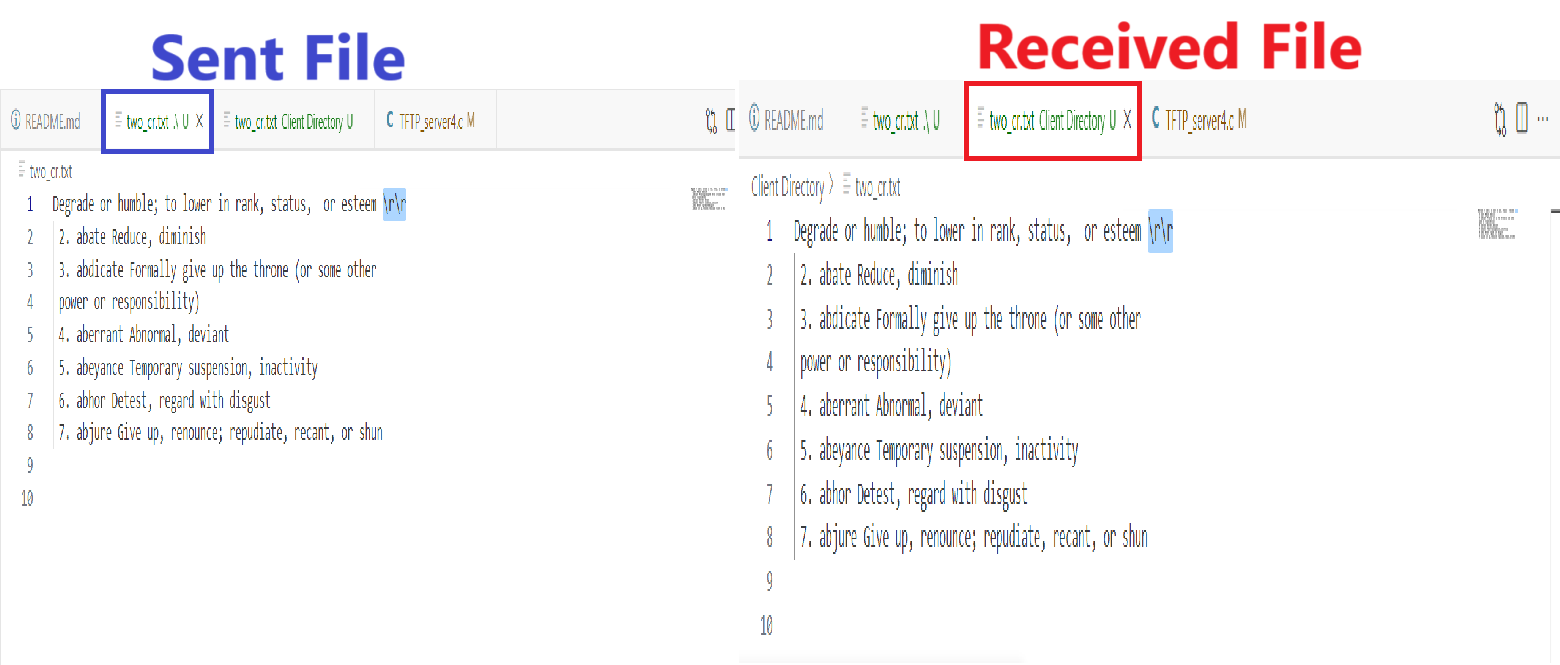 Sent File
README.md two_cr.txt .\ U two_cr.txt Client Directory U TFTP_server4.c M
two_cr.txt
1 Degrade or humble; to lower in rank, status,  or esteem \r\r
2 2. abate Reduce, diminish
3 3. abdicate Formally give up the throne (or some other
4 power or responsibility)
5 4. aberrant Abnormal, deviant
6 5. abeyance Temporary suspension, inactivity
7 6. abhor Detest, regard with disgust
8 7. abjure Give up, renounce; repudiate, recant, or shun
9
10
Received File
README.md two_cr.txt .\ U two_cr.txt Client Directory U C TFTP_server4.c M
Client Directory > two_cr.txt
1 Degrade or humble; to lower in rank, status,  or esteem \r\r
2 2. abate Reduce, diminish
3 3. abdicate Formally give up the throne (or some other
4 power or responsibility)
5 4. aberrant Abnormal, deviant
6 5. abeyance Temporary suspension, inactivity
7 6. abhor Detest, regard with disgust
8 7. abjure Give up, renounce; repudiate, recant, or shun
9
10